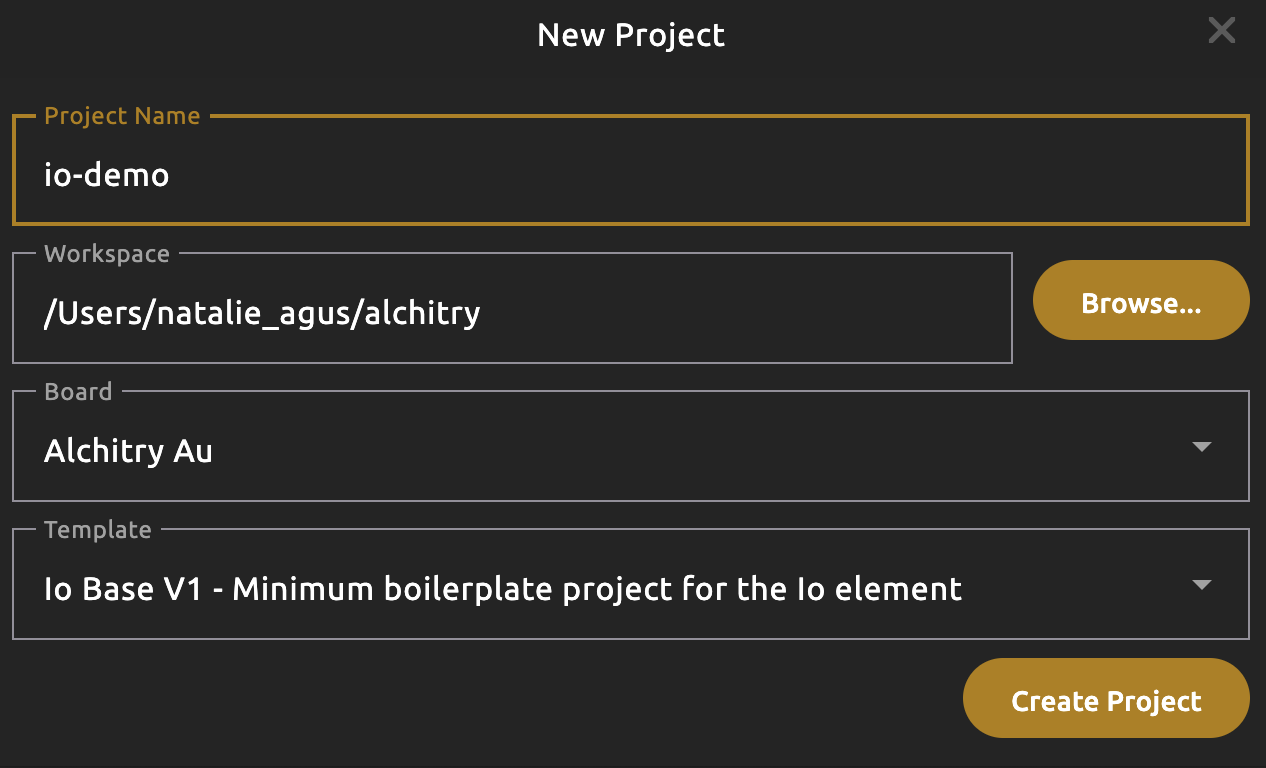 New Project
Project Name
io-demo
Workspace
/Users/natalie_agus/alchitry
Browse...
Board
Alchitry Au
Template
Io Base V1 - Minimum boilerplate project for the Io element
Create Project